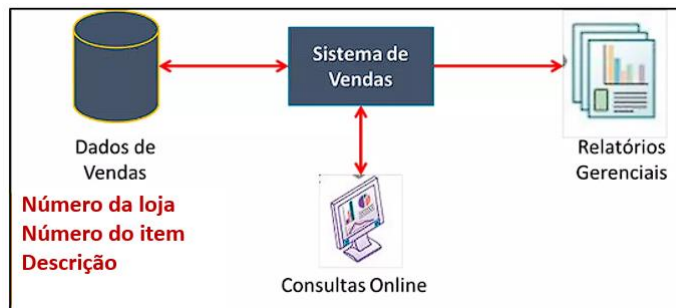 Sistema de
Vendas
Dados de
Vendas
Relatórios
Gerenciais
Número da loja
Número do item
Descrição
Consultas Online